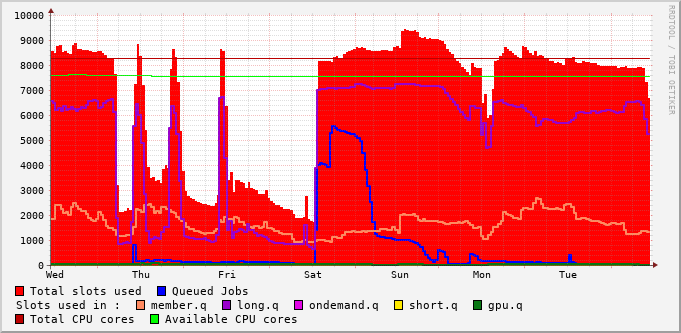 10000
9000
8000
7000
6000
5000
4000
3000
2000
1000
0
Wed Thu Fri Sat Sun Mon Tue
RRDTOOL / TOBI OETIKER
Total slots used Queued Jobs
Slots used in : member.q long.q ondemand.q short.q gpu.q
Total CPU cores Available CPU cores